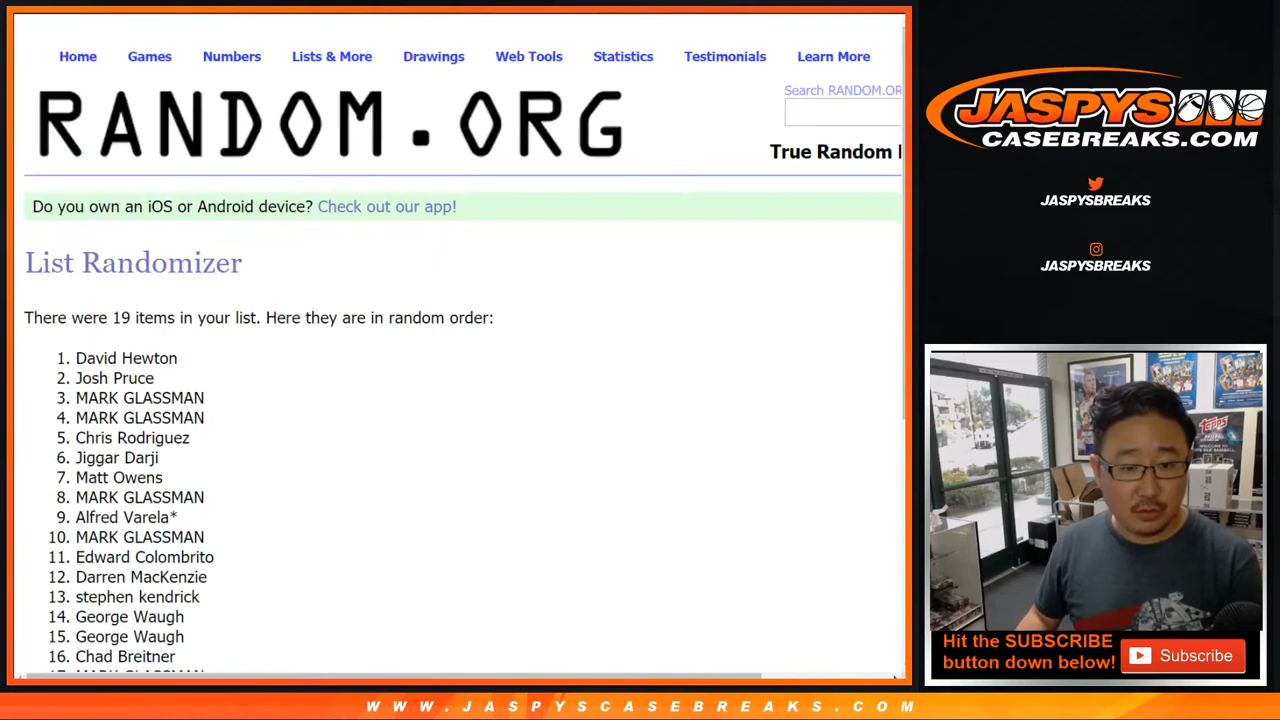 Home Games Numbers Lists & More Drawings Web Tools Statistics Testimonials Learn More
RANDOM.ORG
Search RANDOM.OR
True Random
Do you own an iOS or Android device? Check out our app!
List Randomizer
There were 19 items in your list. Here they are in random order:
1. David Hewton
2. Josh Pruce
3. MARK GLASSMAN
4. MARK GLASSMAN
5. Chris Rodriguez
6. Jiggar Darji
7. Matt Owens
8. MARK GLASSMAN
9. Alfred Varela*
10. MARK GLASSMAN
11. Edward Colombrito
12. Darren MacKenzie
13. stephen kendrick
14. George Waugh
15. George Waugh
16. Chad Breitner
JASPYS
CASEBREAKS.COM
JASPYSBREAKS
JASPYSBREAKS
TOPPS
Hit the SUBSCRIBE
button down below!
Subscribe
WWW.JASPYSCASEBREAKS.COM